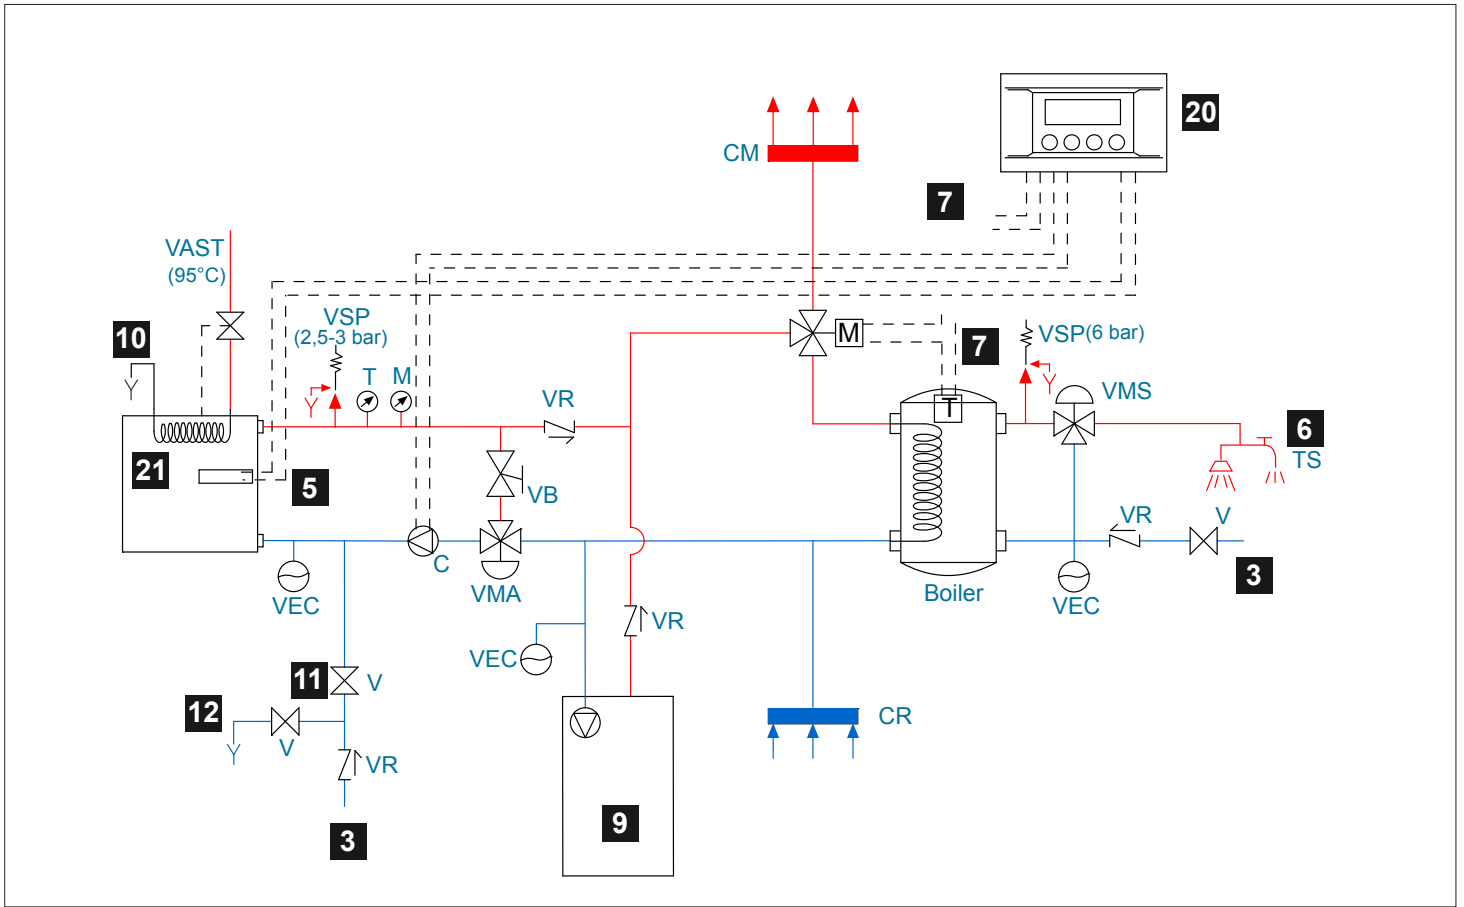 20
CM
7
VAST
(95°C)
10
VSP
(2,5-3 bar)
M
7
VSP(6 bar)
T
M
VR
T
VMS
6
TS
21
5
VB
VR
V
C
VMA
VEC
Boiler
VEC
3
VR
VEC
11
V
12
V
CR
VR
9
3